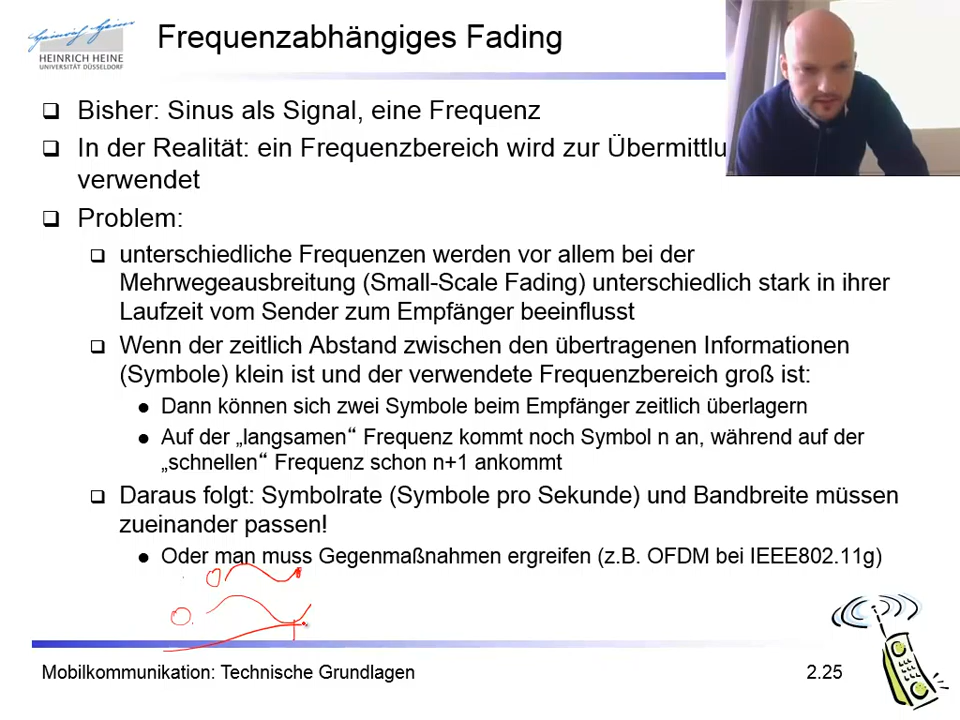 Heinrich Heine
HEINRICH HEINE
UNIVERSITÄT DÜSSELDORF
Frequenzabhängiges Fading
Bisher: Sinus als Signal, eine Frequenz
In der Realität: ein Frequenzbereich wird zur Übermittlu
verwendet
Problem:
unterschiedliche Frequenzen werden vor allem bei der
Mehrwegeausbreitung (Small-Scale Fading) unterschiedlich stark in ihrer
Laufzeit vom Sender zum Empfänger beeinflusst
Wenn der zeitlich Abstand zwischen den übertragenen Informationen
(Symbole) klein ist und der verwendete Frequenzbereich groß ist:
Dann können sich zwei Symbole beim Empfänger zeitlich überlagern
Auf der „langsamen“ Frequenz kommt noch Symbol n an, während auf der
„schnellen“ Frequenz schon n+1 ankommt
Daraus folgt: Symbolrate (Symbole pro Sekunde) und Bandbreite müssen
zueinander passen!
Oder man muss Gegenmaßnahmen ergreifen (z.B. OFDM bei IEEE802.11g)
Mobilkommunikation: Technische Grundlagen
2.25